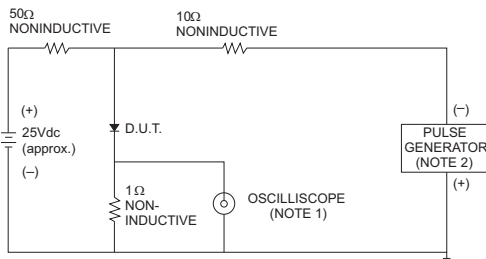 50Ω
NONINDUCTIVE
10Ω
NONINDUCTIVE
(+)
25Vdc
(approx.)
(–)
D.U.T.
1Ω
NON-
INDUCTIVE
OSCILLISCOPE
(NOTE 1)
(–)
PULSE
GENERATOR
(NOTE 2)
(+)